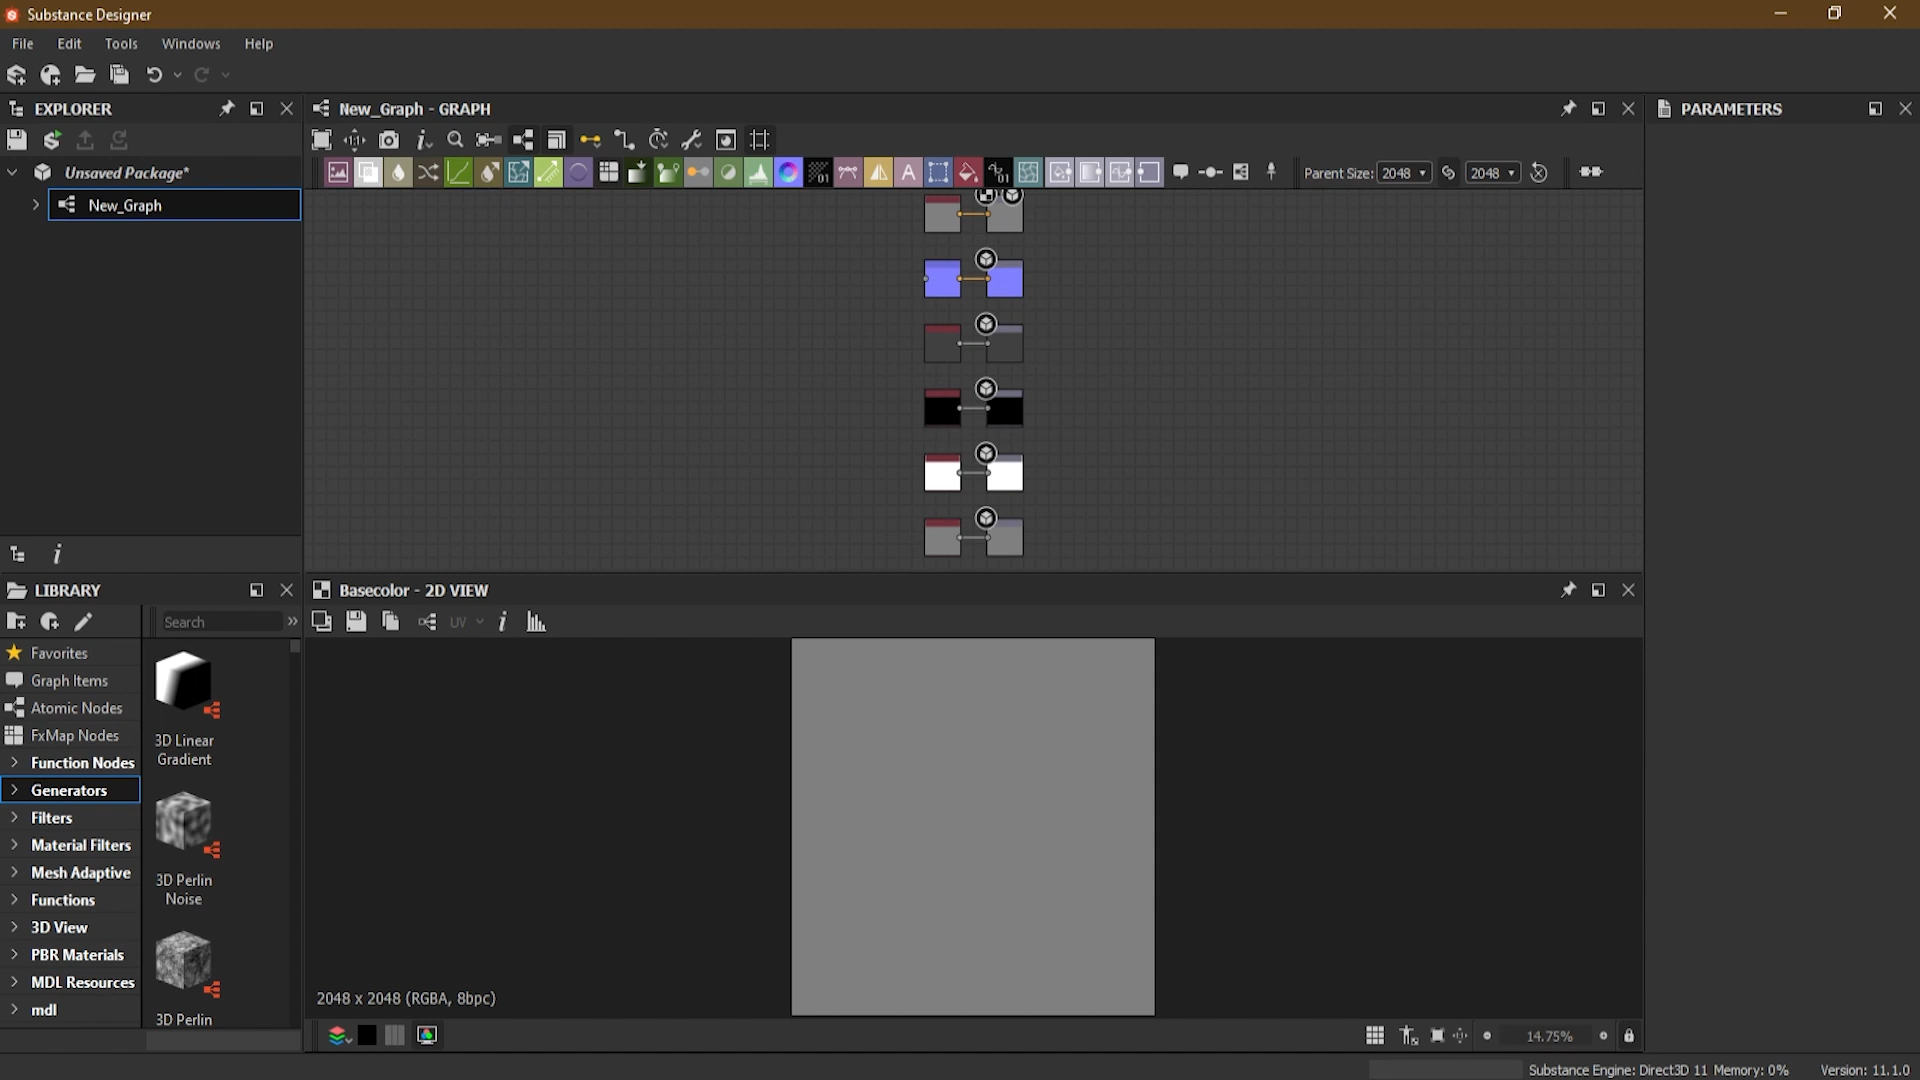 Substance Designer
File Edit Tools Windows Help
EXPLORER
New_Graph - GRAPH
PARAMETERS
Unsaved Package*
New_Graph
Parent Size: 2048 2048
LIBRARY
Basecolor - 2D VIEW
Search
UV
Favorites
Graph Items
Atomic Nodes
FxMap Nodes
Function Nodes
Generators
Filters
Material Filters
Mesh Adaptive
Functions
3D View
PBR Materials
MDL Resources
mdl
3D Linear
Gradient
3D Perlin
Noise
3D Perlin
2048 x 2048 (RGBA, 8bpc)
14.75%
Substance Engine: Direct3D 11 Memory: 0% Version: 11.1.0